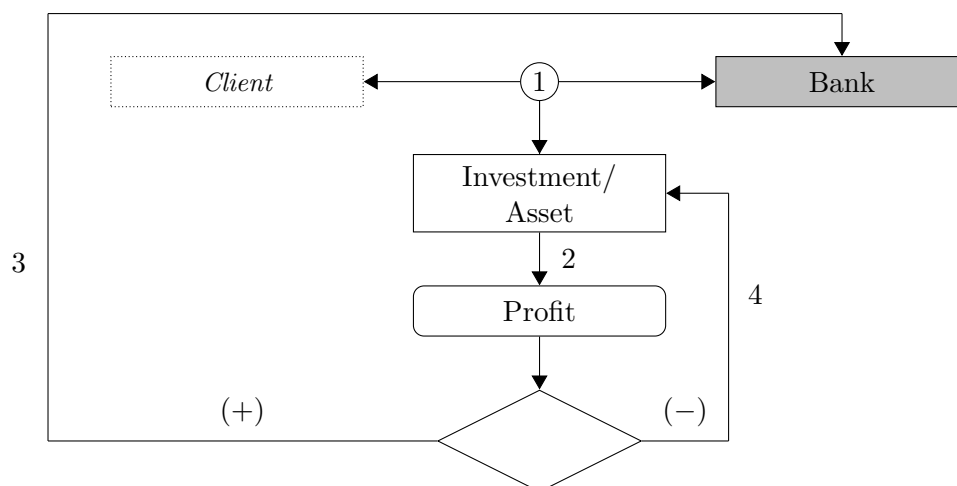 Client
1
Bank
Investment/
Asset
2
3
4
Profit
(+)
(−)